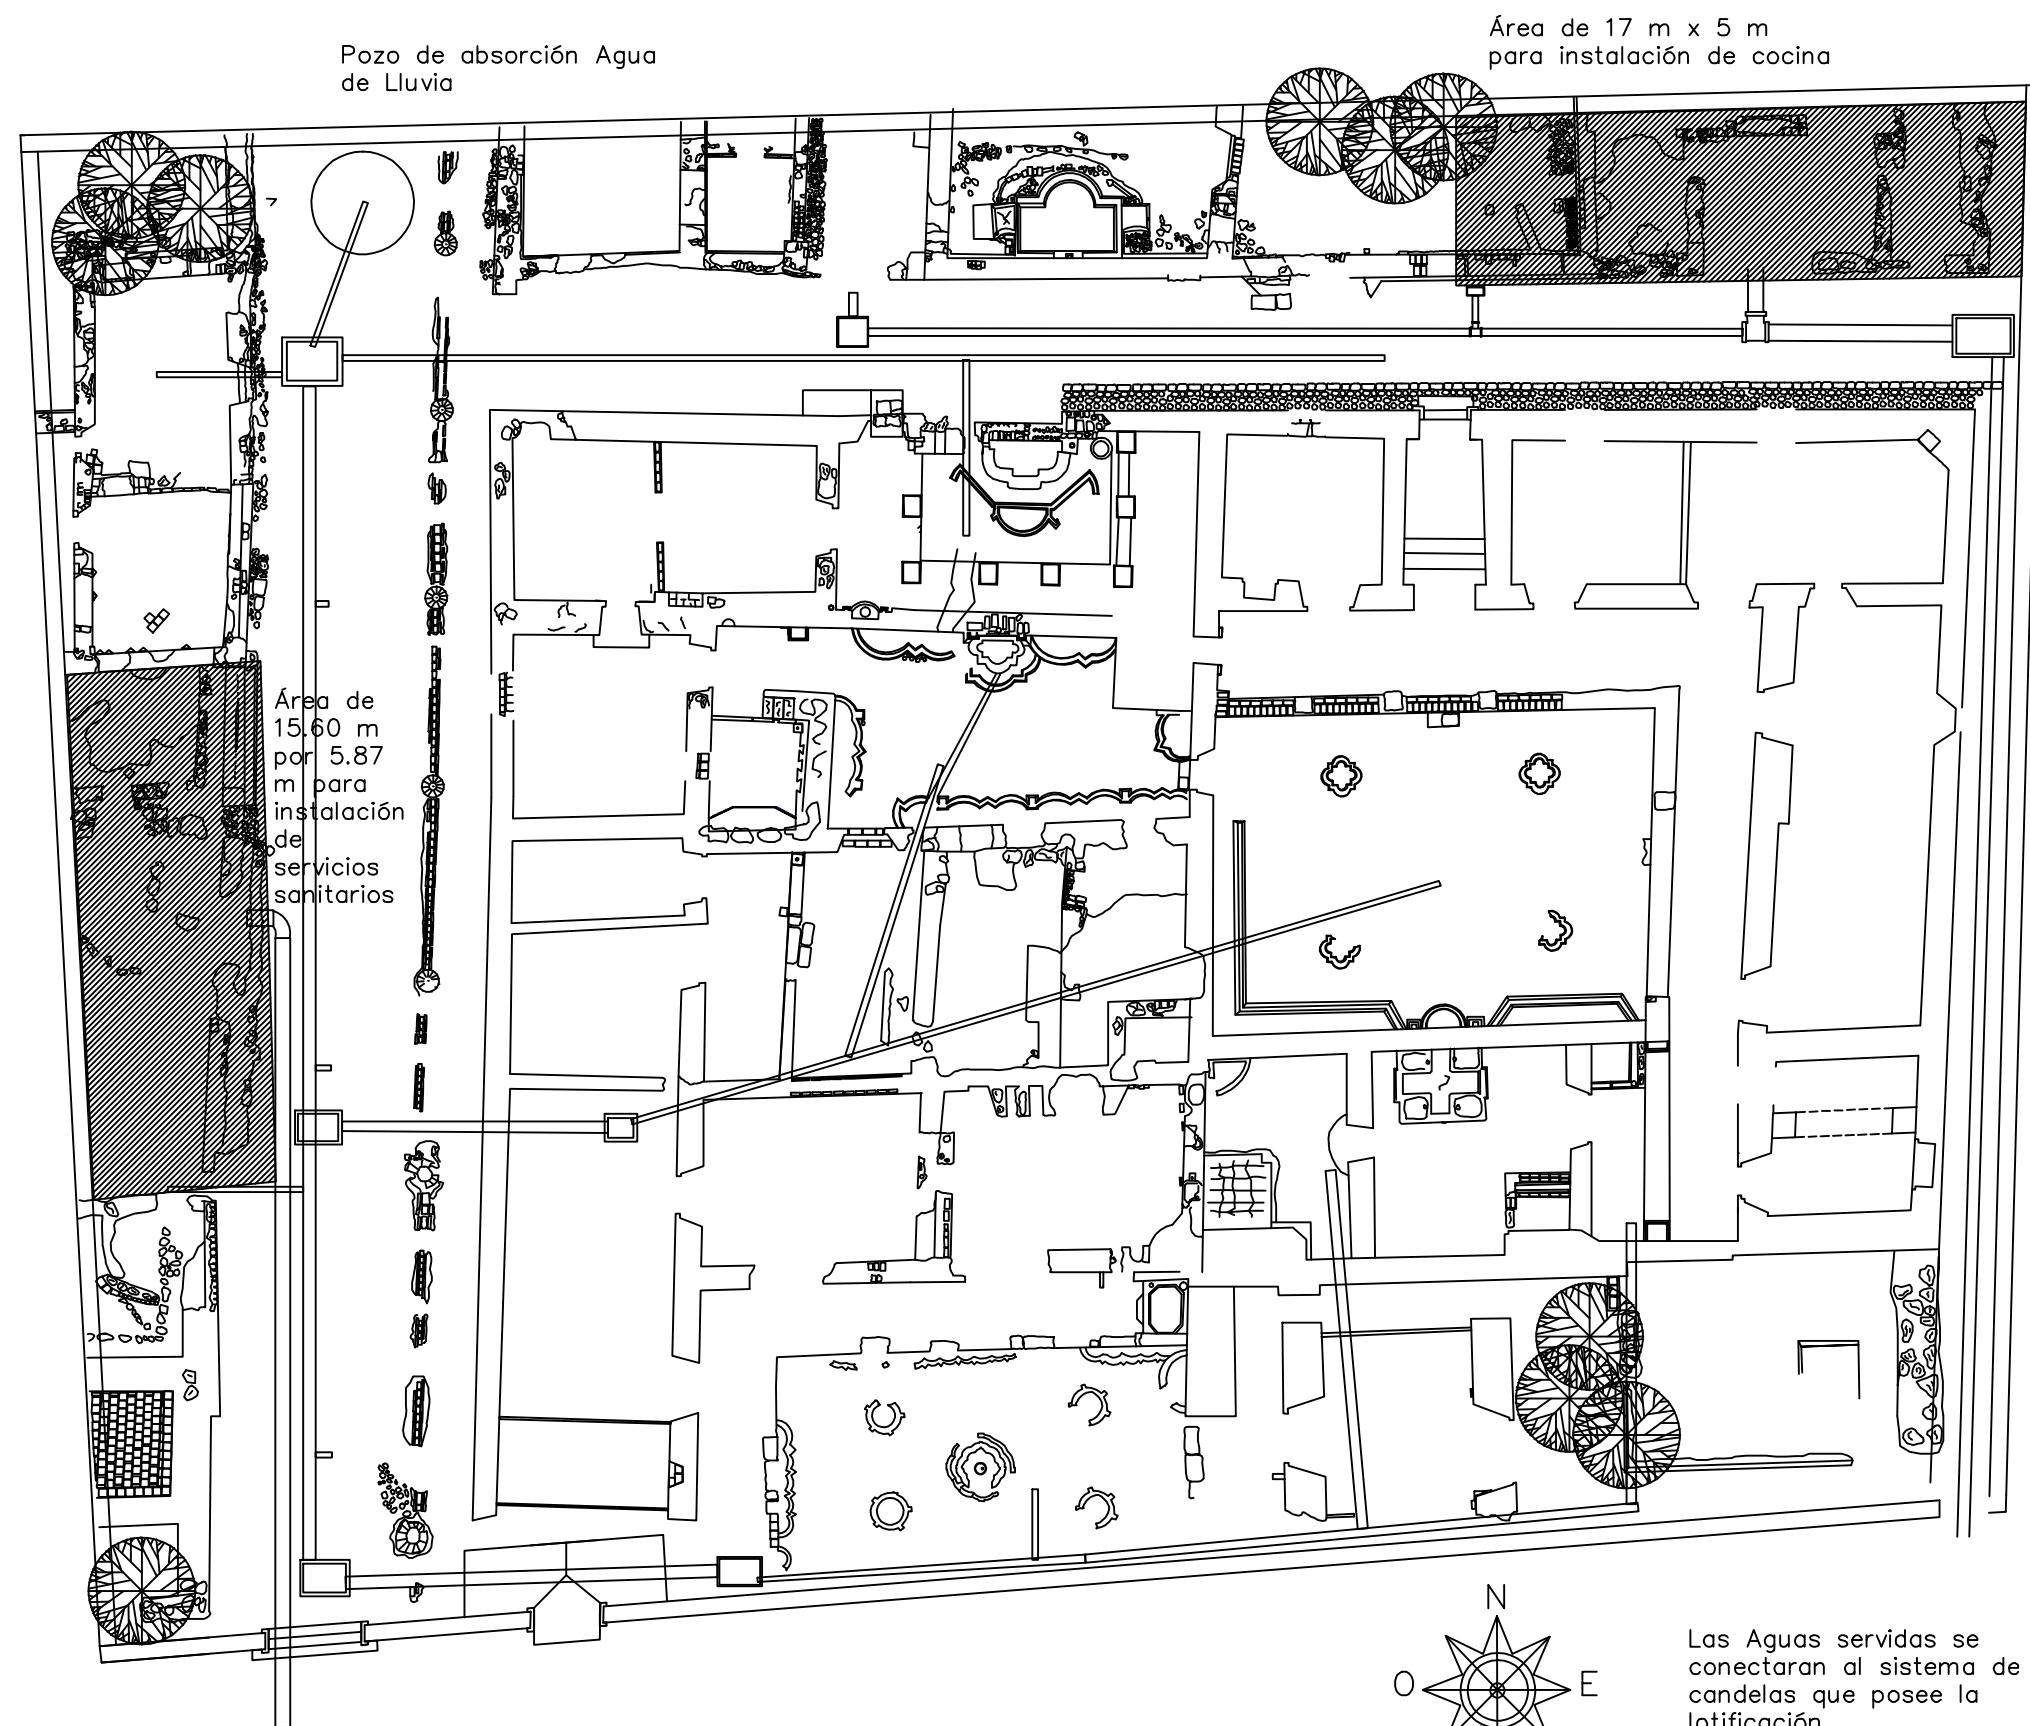 Pozo de absorción Agua
de Lluvia
Área de 17 m x 5 m
para instalación de cocina
Área de
15.60 m
por 5.87
m para
instalación
de
servicios
sanitarios
N
O
E
Las Aguas servidas se
conectaran al sistema de
candelas que posee la
lotificación